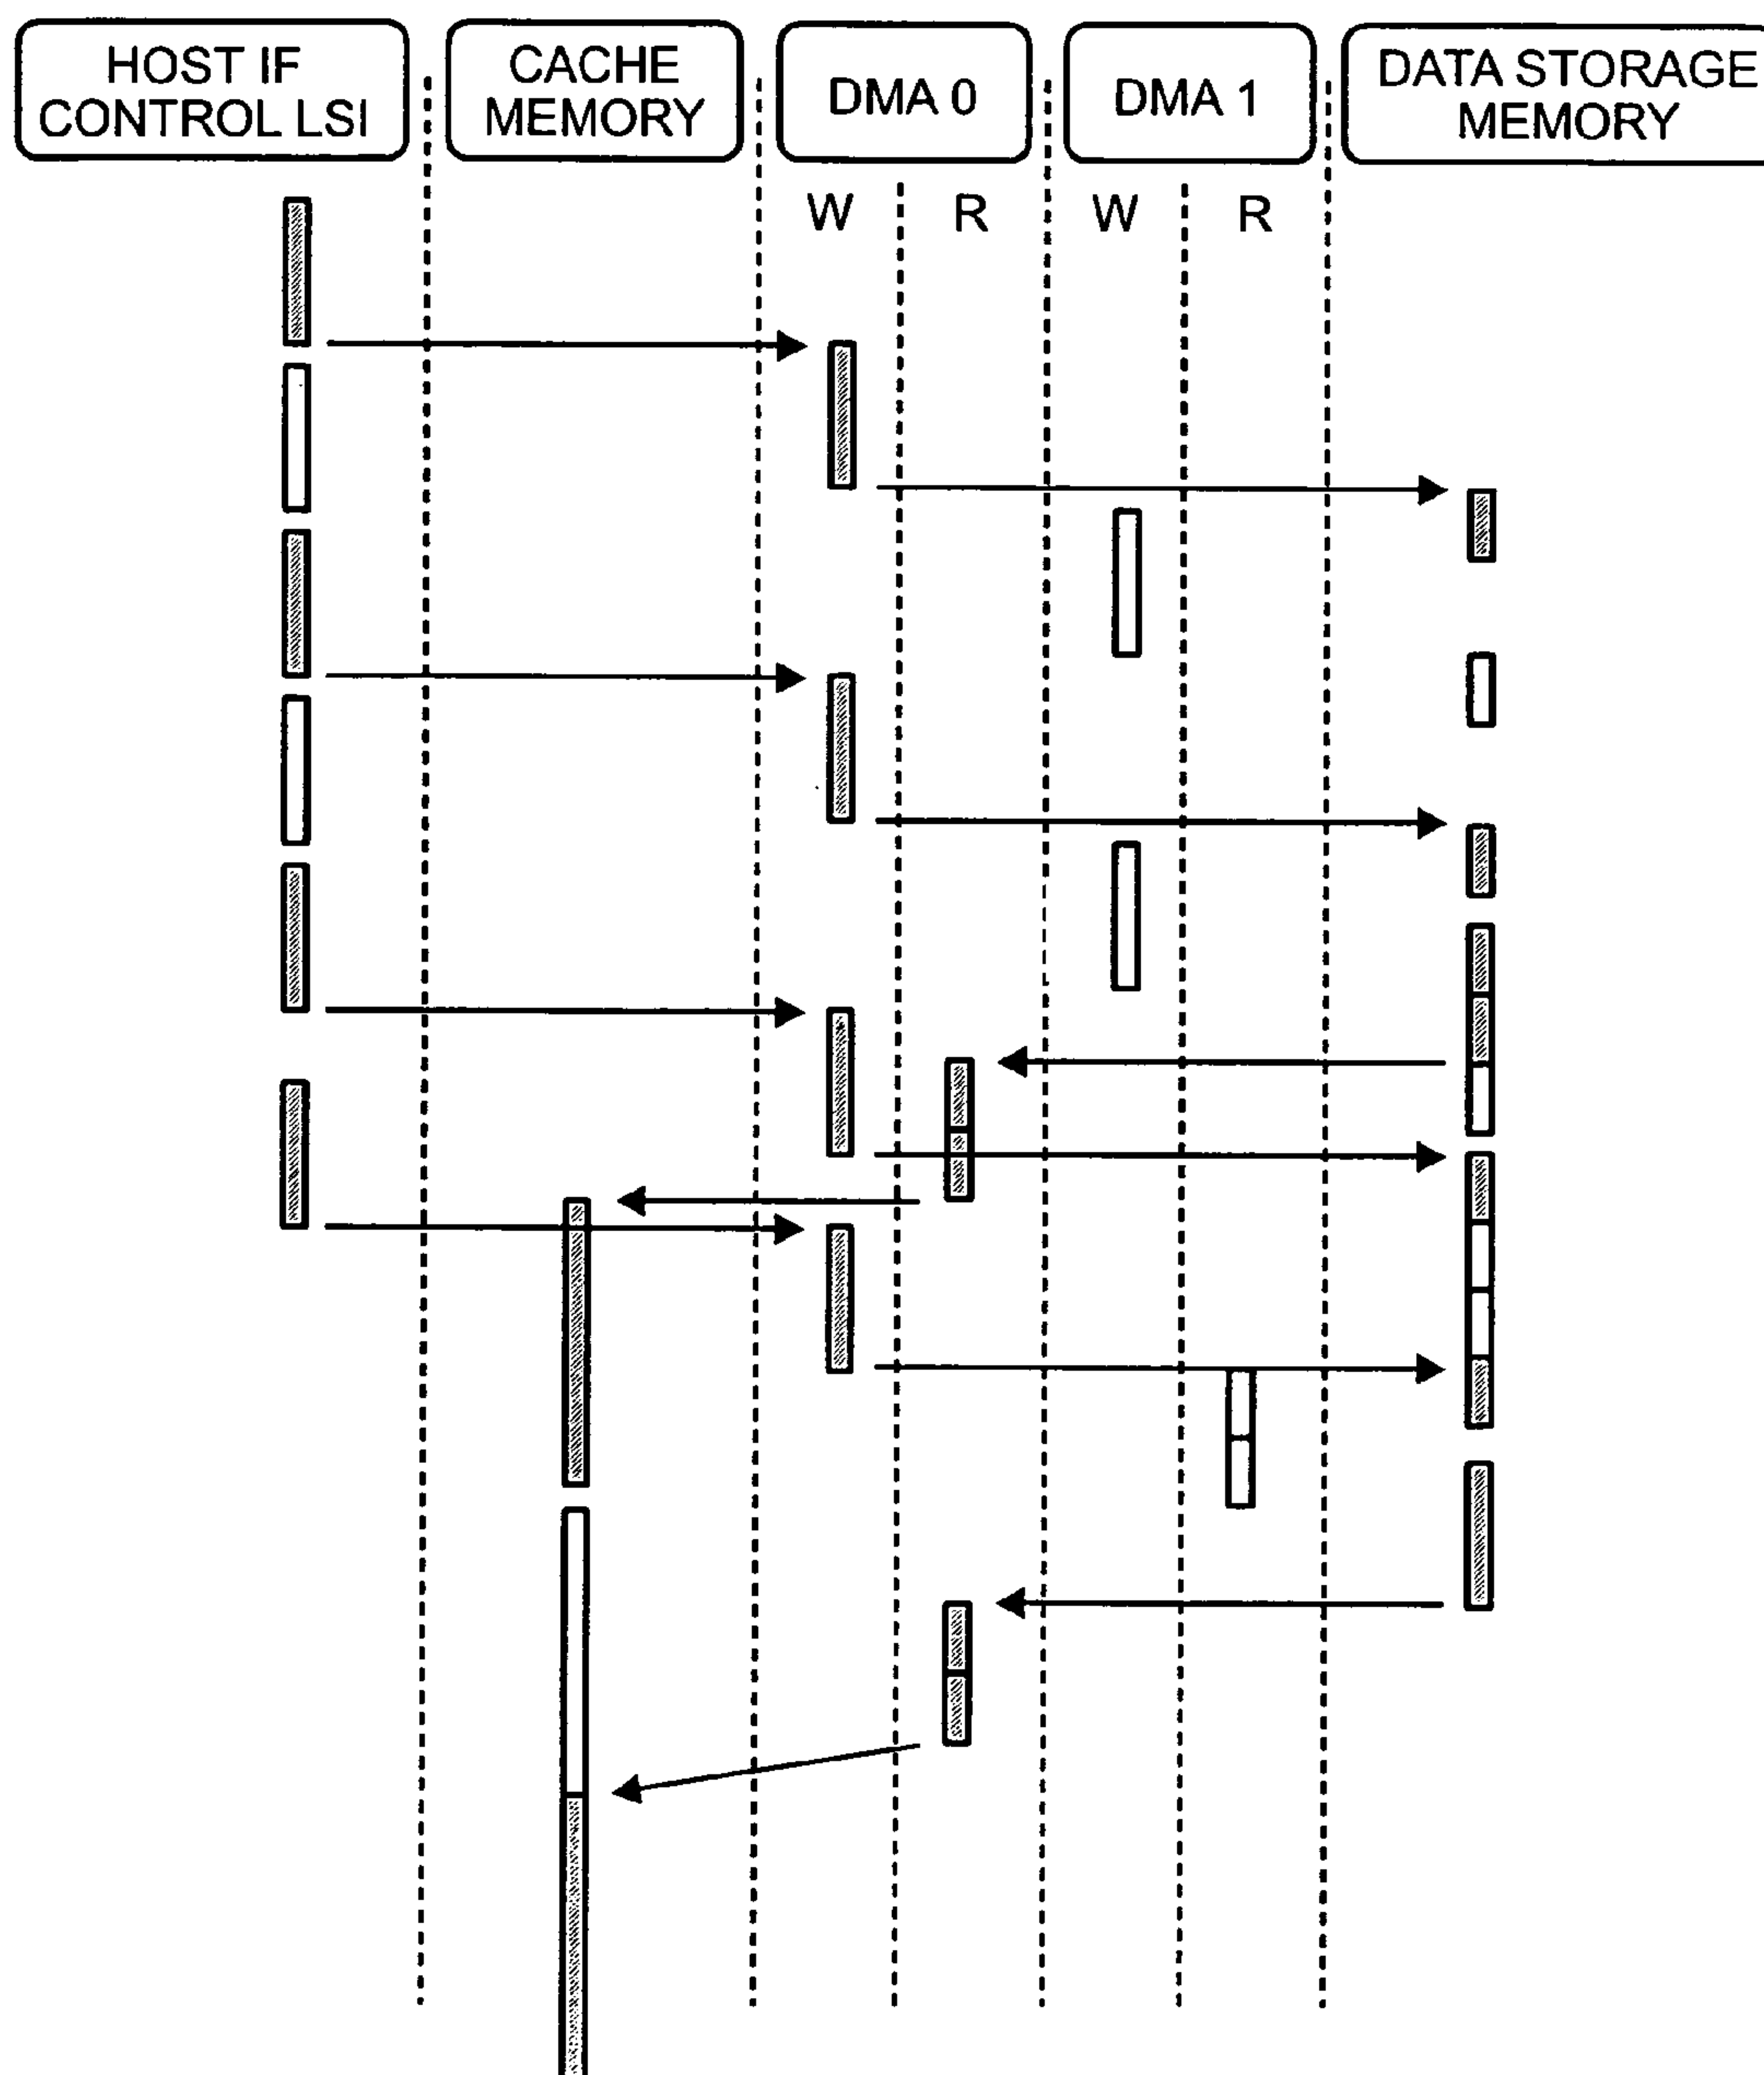 HOST IF
CONTROL LSI
CACHE
MEMORY
DMA 0
DMA 1
DATA STORAGE
MEMORY
W
R
W
R